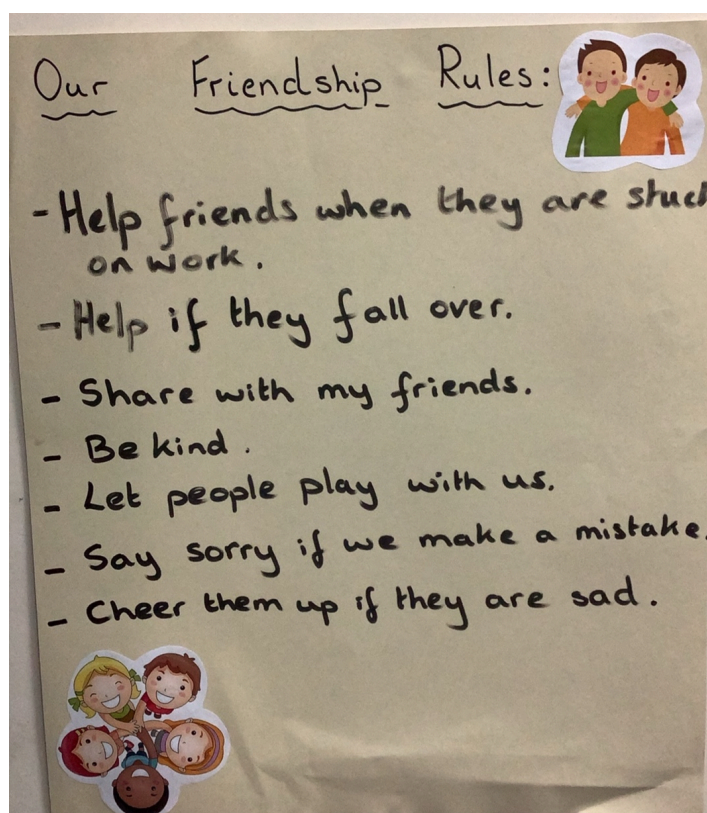 Our Friendship Rules:
- Help friends when they are stuck
on work.
- Help if they fall over.
- Share with my friends.
- Be kind.
- Let people play with us.
- Say sorry if we make a mistake.
- Cheer them up if they are sad.